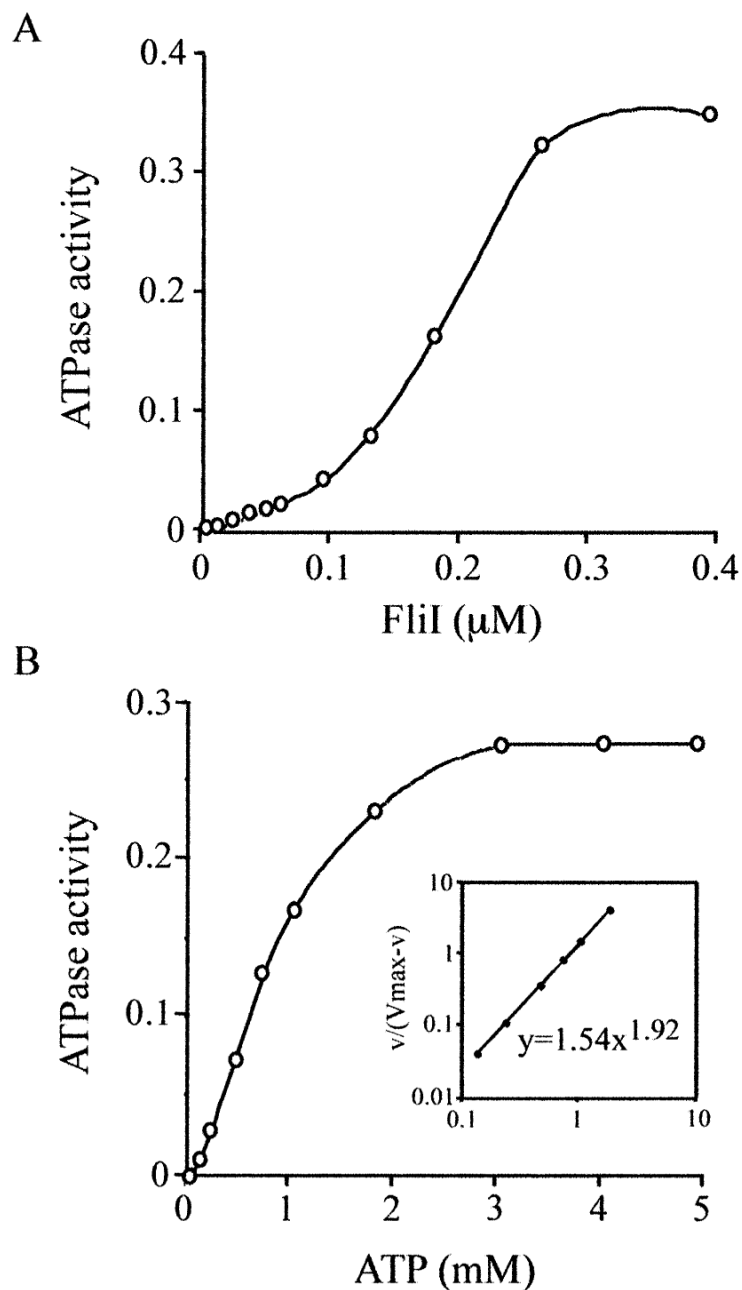 A
0.4
0.3
0.2
0.1
0
ATPase activity
0 0.1 0.2 0.3 0.4
FliI (μM)
B
0.3
0.2
0.1
0
ATPase activity
10
1
0.1
0.01
v/(Vmax-v)
y=1.54x1.92
0.1 1 10
0 1 2 3 4 5
ATP (mM)